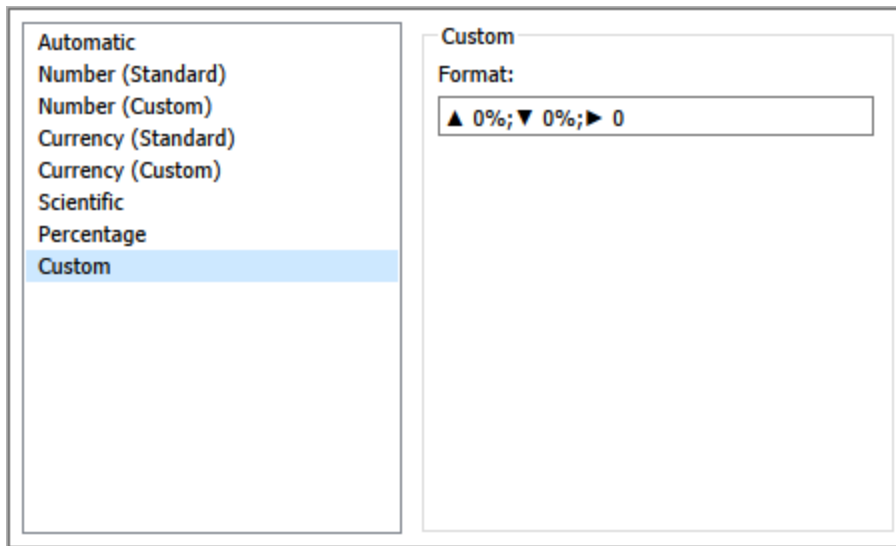 Automatic
Number (Standard)
Number (Custom)
Currency (Standard)
Currency (Custom)
Scientific
Percentage
Custom
Custom
Format:
▲ 0%;▼ 0%;► 0